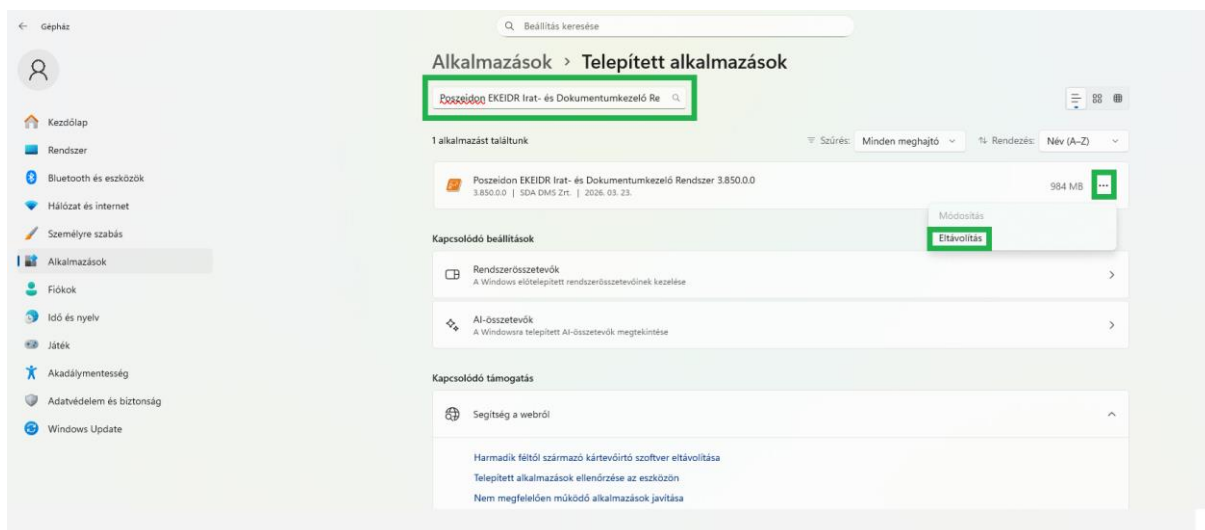 Gépház
Beállítás keresése
Alkalmazások > Telepített alkalmazások
Poszeidon EKEIDR Irat- és Dokumentumkezelő Re
Kezdőlap
Rendszer
Bluetooth és eszközök
Hálózat és internet
Személyre szabás
Alkalmazások
Fiókok
Idő és nyelv
Játék
Akadálymentesség
Adatvédelem és biztonság
Windows Update
1 alkalmazást találtunk
Szűrés: Minden meghajtó
Rendezés: Név (A–Z)
Poszeidon EKEIDR Irat- és Dokumentumkezelő Rendszer 3.850.0.0
3.850.0.0 | SDA DMS Zrt. | 2026. 03. 23.
984 MB
Módosítás
Eltávolítás
Kapcsolódó beállítások
Rendszerösszetevők
A Windows előtelepített rendszerösszetevőinek kezelése
AI-összetevők
A Windowsra telepített AI-összetevők megtekintése
Kapcsolódó támogatás
Segítség a webről
Harmadik féltől származó kártevőirtó szoftver eltávolítása
Telepített alkalmazások ellenőrzése az eszközön
Nem megfelelően működő alkalmazások javítása